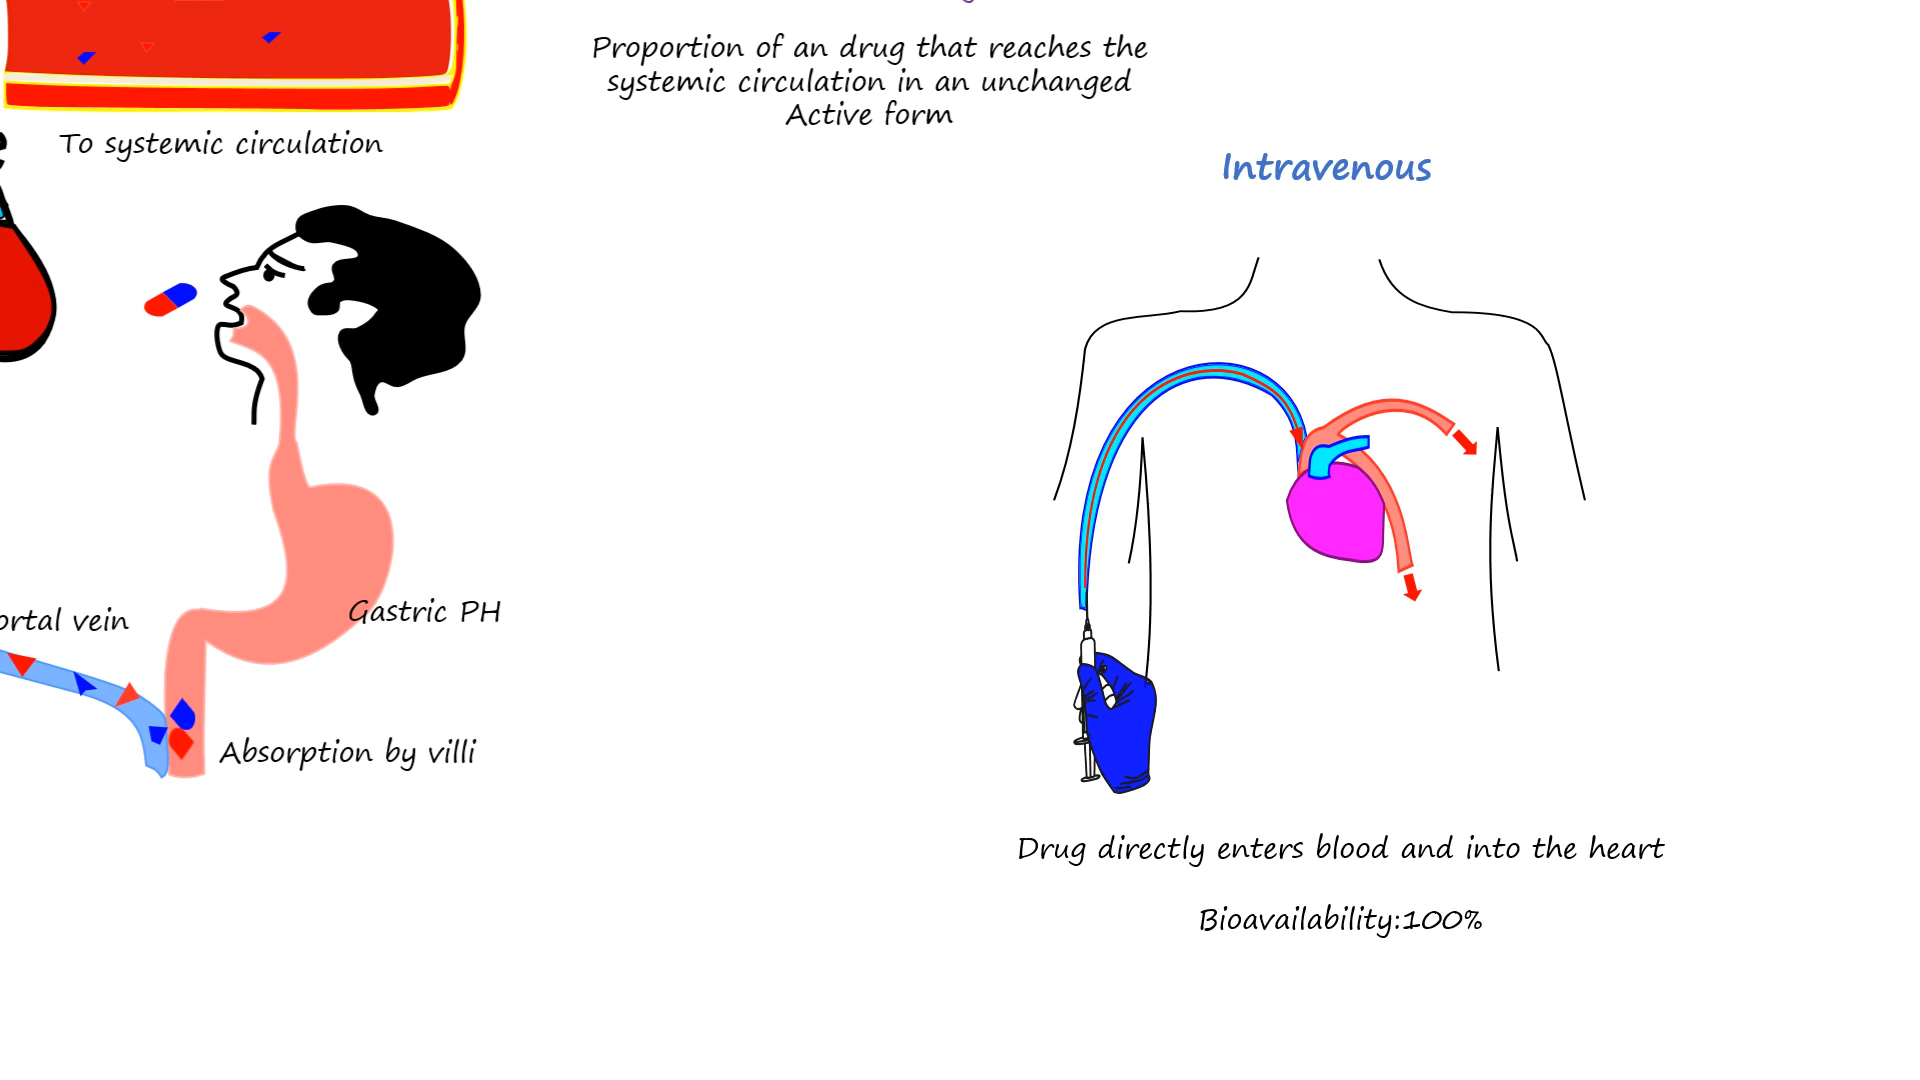 Proportion of an drug that reaches the
systemic circulation in an unchanged
Active form
To systemic circulation
Intravenous
Gastric PH
ortal vein
Absorption by villi
Drug directly enters blood and into the heart
Bioavailability:100%